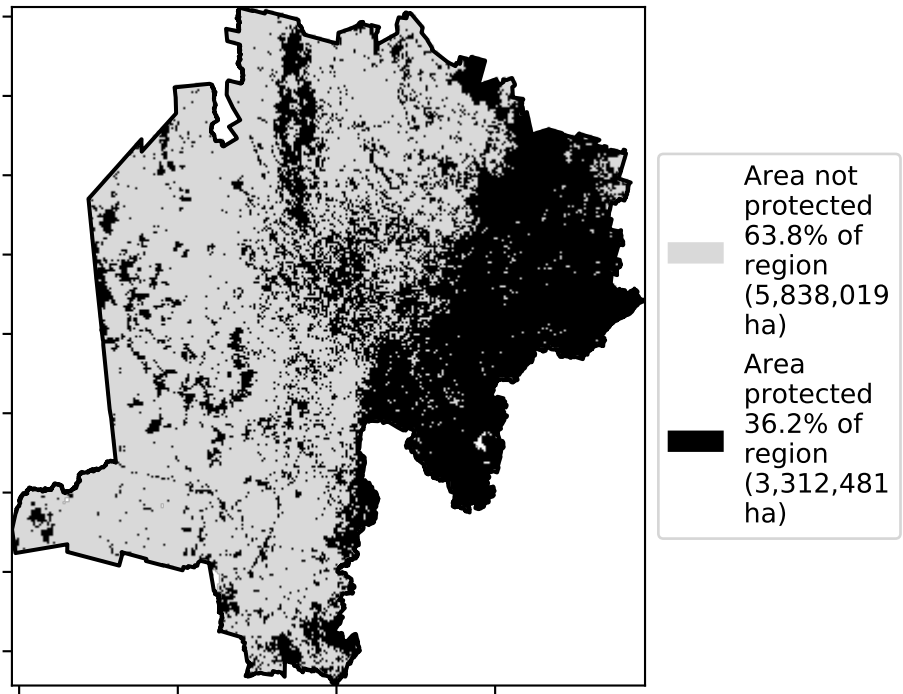 Area not
protected
63.8% of
region
(5,838,019
ha)
Area
protected
36.2% of
region
(3,312,481
ha)